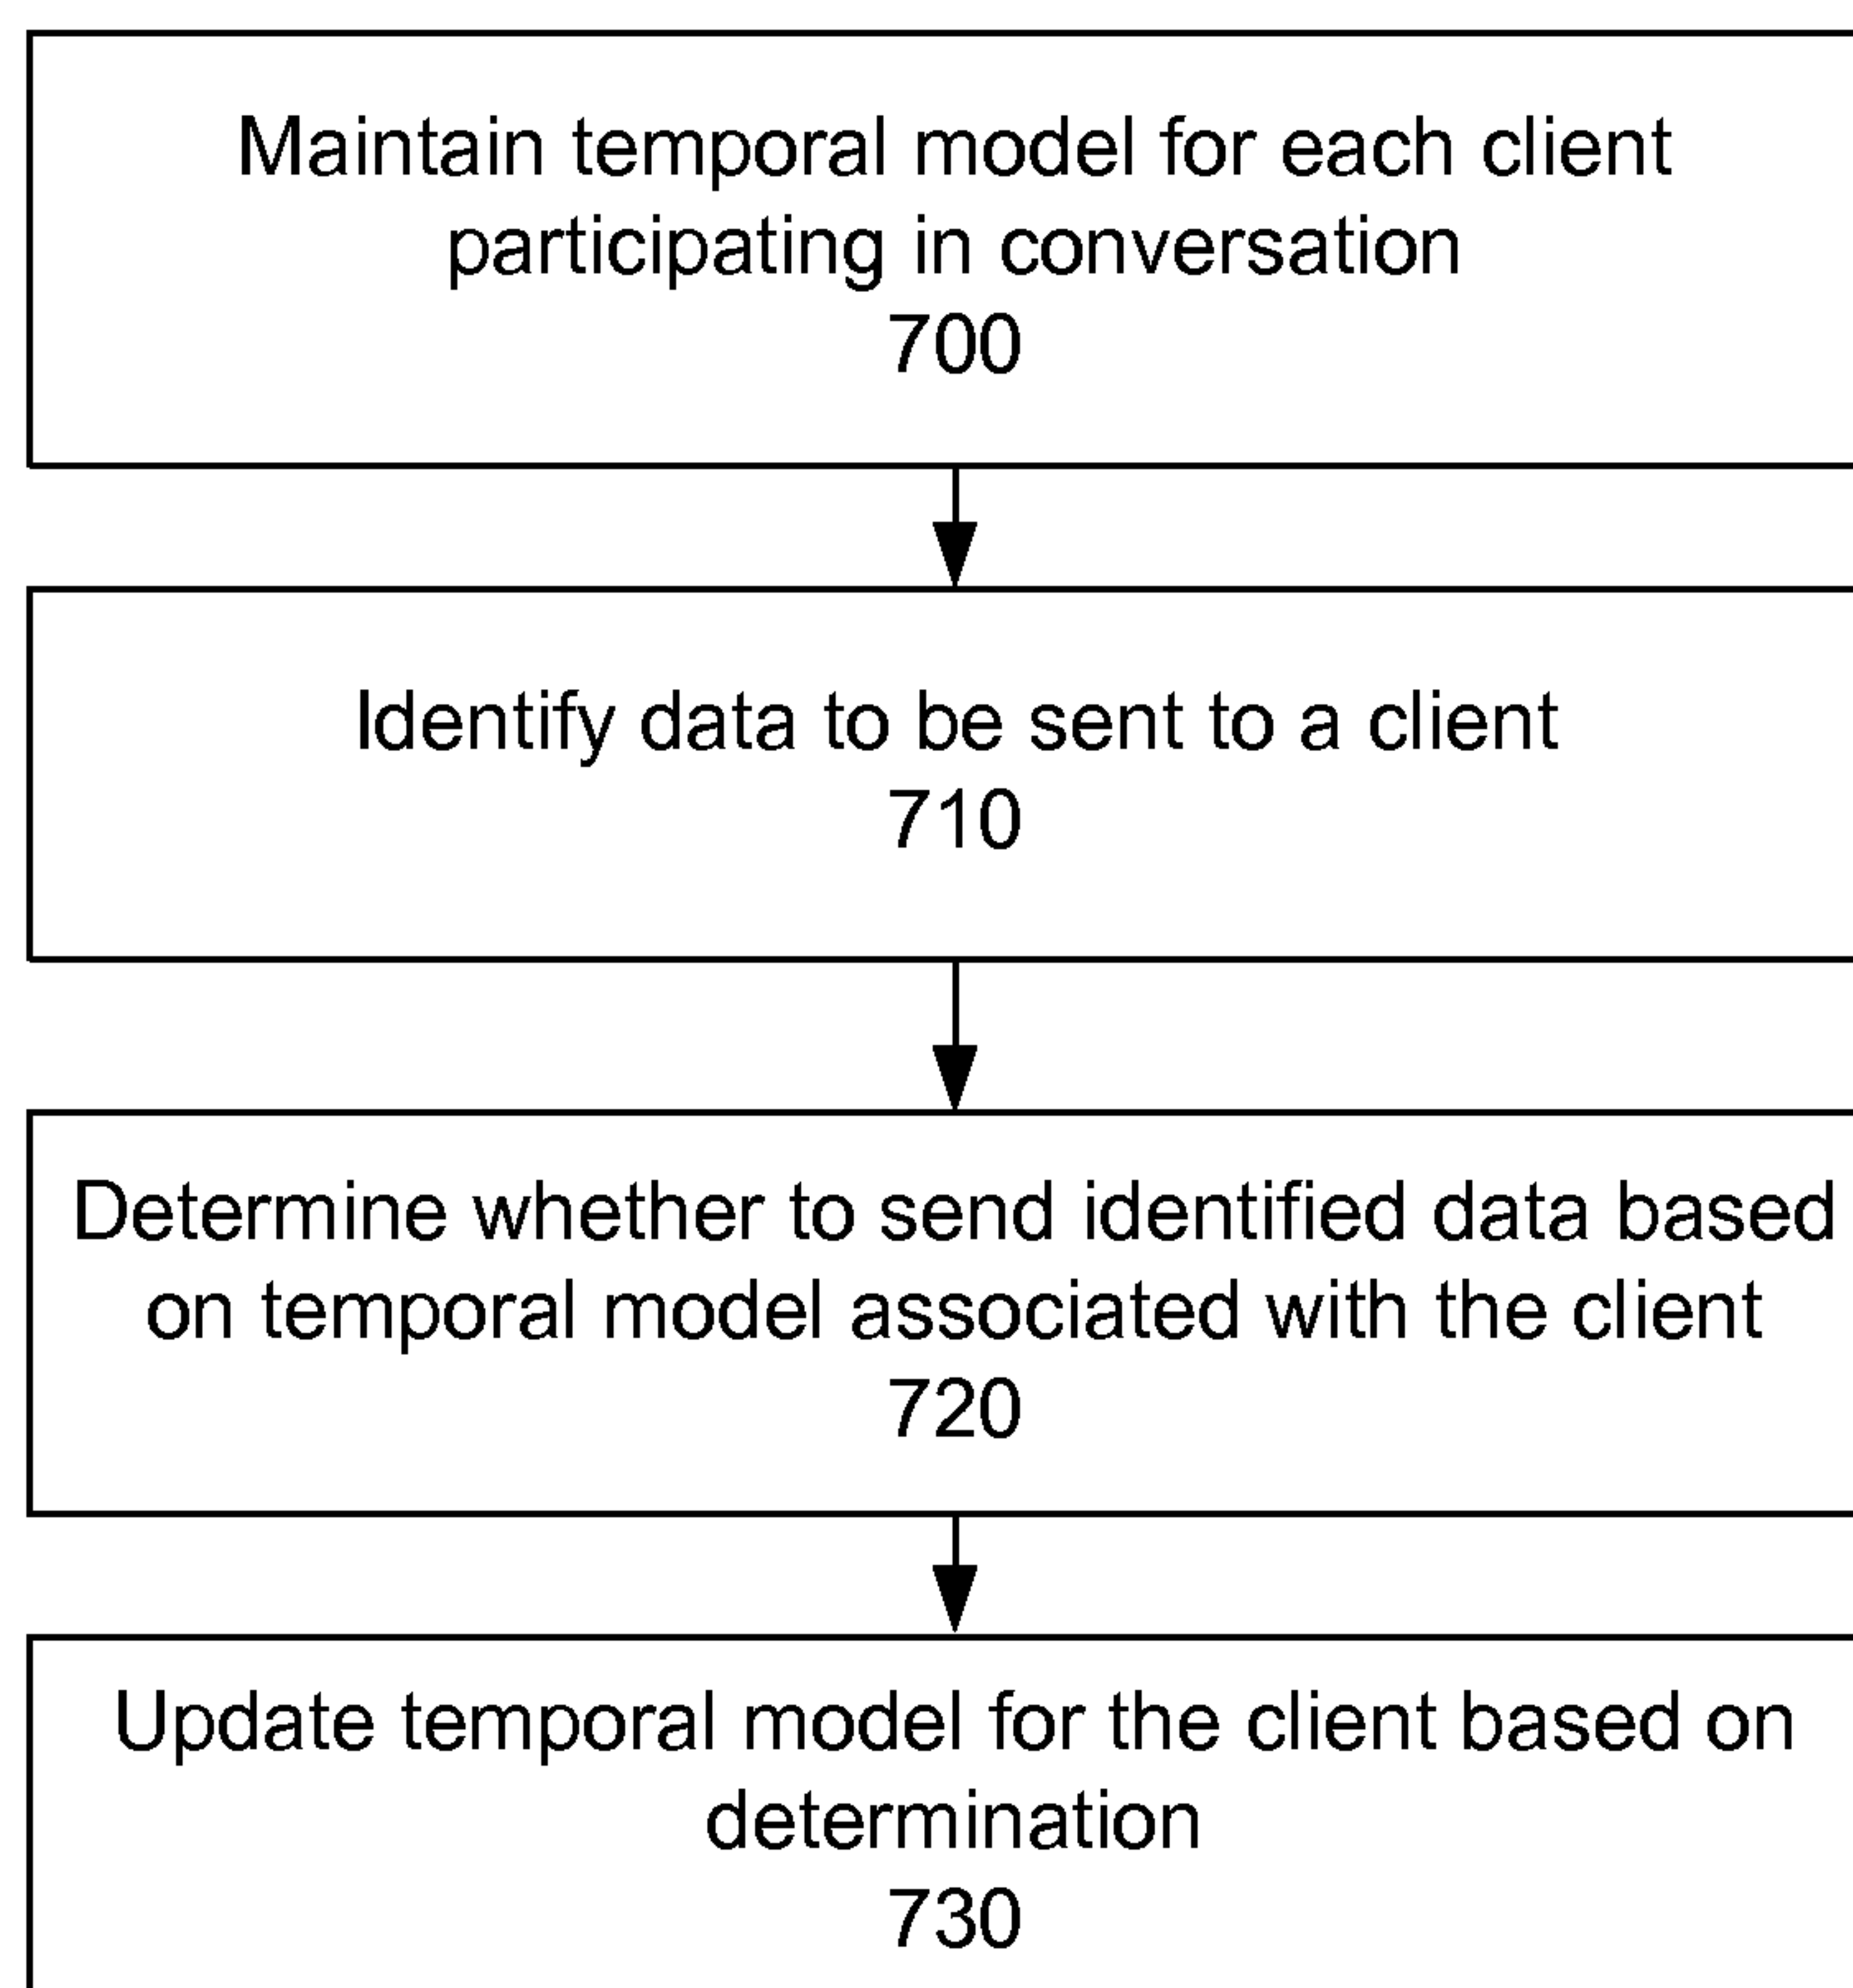 Maintain temporal model for each client
participating in conversation
700
Identify data to be sent to a client
710
Determine whether to send identified data based
on temporal model associated with the client
720
Update temporal model for the client based on
determination
730